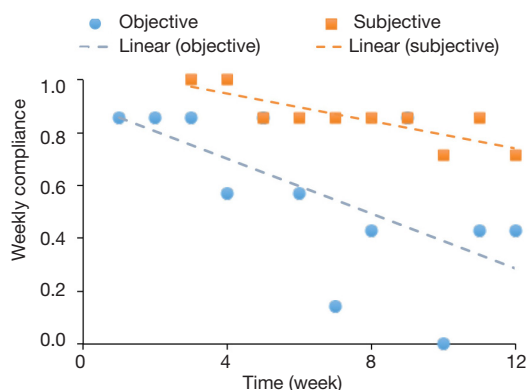 Objective
Subjective
Linear (objective)
Linear (subjective)
Weekly compliance
1.0
0.8
0.6
0.4
0.2
0.0
0
4
8
12
Time (week)